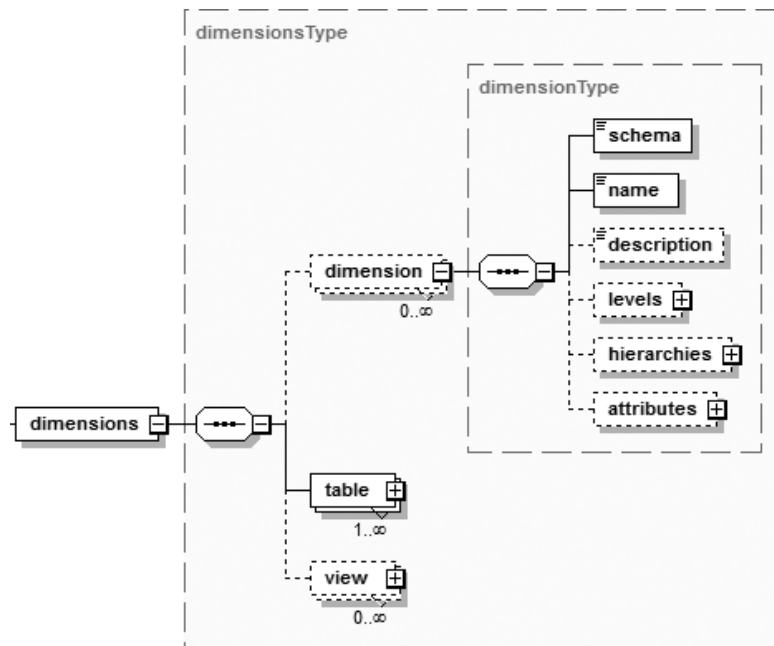 dimensionsType
dimensionType
schema
name
description
dimension
0..∞
levels
hierarchies
attributes
dimensions
table
1..∞
view
0..∞